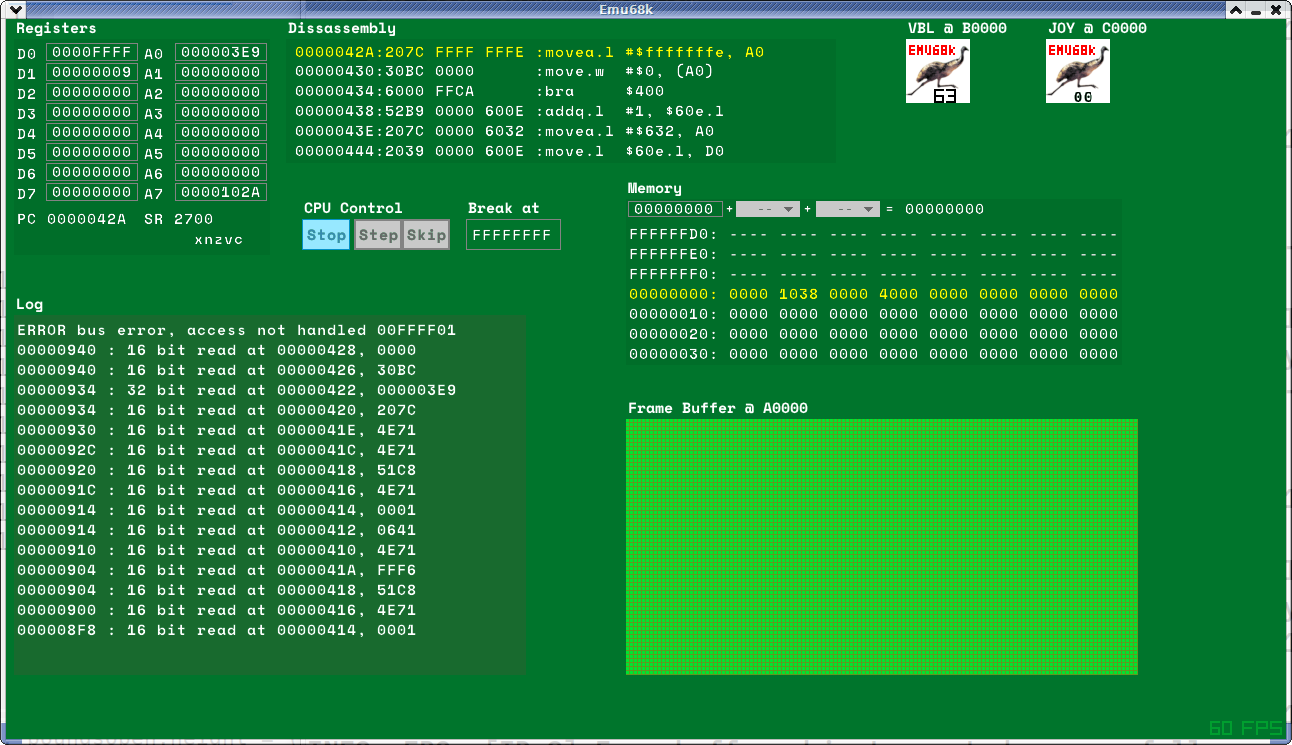 Emu68k
Registers
D0 0000FFFF A0 000003E9
D1 00000009 A1 00000000
D2 00000000 A2 00000000
D3 00000000 A3 00000000
D4 00000000 A4 00000000
D5 00000000 A5 00000000
D6 00000000 A6 00000000
D7 00000000 A7 0000102A
PC 0000042A SR 2700
xnzvc
Dissassembly
0000042A:207C FFFF FFFE :movea.l #$fffffffe, A0
00000430:30BC 0000 :move.w #$0, (A0)
00000434:6000 FFCA :bra $400
00000438:52B9 0000 600E :addq.l #1, $60e.l
0000043E:207C 0000 6032 :movea.l #$632, A0
00000444:2039 0000 600E :move.l $60e.l, D0
VBL @ B0000
EMU68k
63
JOY @ C0000
EMU68k
00
CPU Control
Stop Step Skip
Break at
FFFFFFFF
Memory
00000000 + -- + -- = 00000000
FFFFFFD0: ---- ---- ---- ---- ---- ---- ---- ----
FFFFFFE0: ---- ---- ---- ---- ---- ---- ---- ----
FFFFFFF0: ---- ---- ---- ---- ---- ---- ---- ----
00000000: 0000 1038 0000 4000 0000 0000 0000 0000
00000010: 0000 0000 0000 0000 0000 0000 0000 0000
00000020: 0000 0000 0000 0000 0000 0000 0000 0000
00000030: 0000 0000 0000 0000 0000 0000 0000 0000
Log
ERROR bus error, access not handled 00FFFF01
00000940 : 16 bit read at 00000428, 0000
00000940 : 16 bit read at 00000426, 30BC
00000934 : 32 bit read at 00000422, 000003E9
00000934 : 16 bit read at 00000420, 207C
00000930 : 16 bit read at 0000041E, 4E71
0000092C : 16 bit read at 0000041C, 4E71
00000920 : 16 bit read at 00000418, 51C8
0000091C : 16 bit read at 00000416, 4E71
00000914 : 16 bit read at 00000414, 0001
00000914 : 16 bit read at 00000412, 0641
00000910 : 16 bit read at 00000410, 4E71
00000904 : 16 bit read at 0000041A, FFF6
00000904 : 16 bit read at 00000418, 51C8
00000900 : 16 bit read at 00000416, 4E71
000008F8 : 16 bit read at 00000414, 0001
Frame Buffer @ A0000
60 FPS